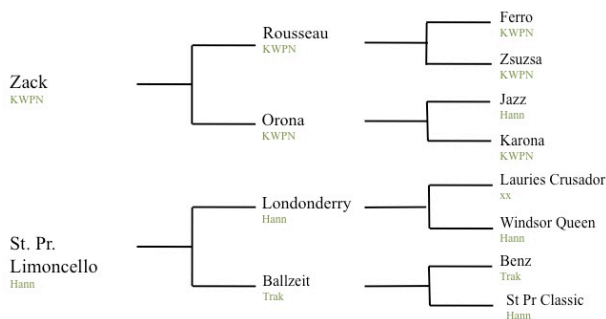 Zack
KWPN
Rousseau
KWPN
Ferro
KWPN
Zsuzsa
KWPN
Orona
KWPN
Jazz
Hann
Karona
KWPN
St. Pr.
Limoncello
Hann
Londonderry
Hann
Lauries Crusador
xx
Windsor Queen
Hann
Ballzeit
Trak
Benz
Trak
St Pr Classic
Hann